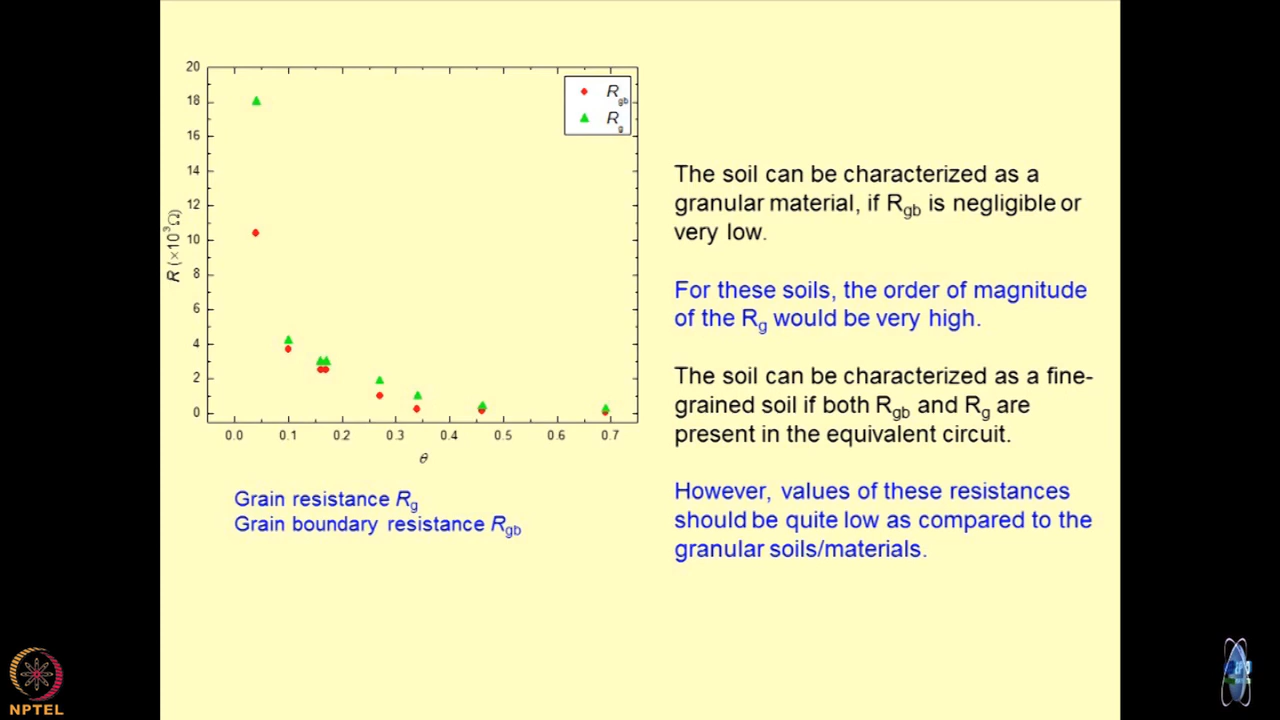 20
18
16
14
12
10
8
6
4
2
0
R (×10³Ω)
0.0 0.1 0.2 0.3 0.4 0.5 0.6 0.7
θ
Rgb
Rg
Grain resistance Rg
Grain boundary resistance Rgb
The soil can be characterized as a
granular material, if Rgb is negligible or
very low.
For these soils, the order of magnitude
of the Rg would be very high.
The soil can be characterized as a fine-
grained soil if both Rgb and Rg are
present in the equivalent circuit.
However, values of these resistances
should be quite low as compared to the
granular soils/materials.
NPTEL